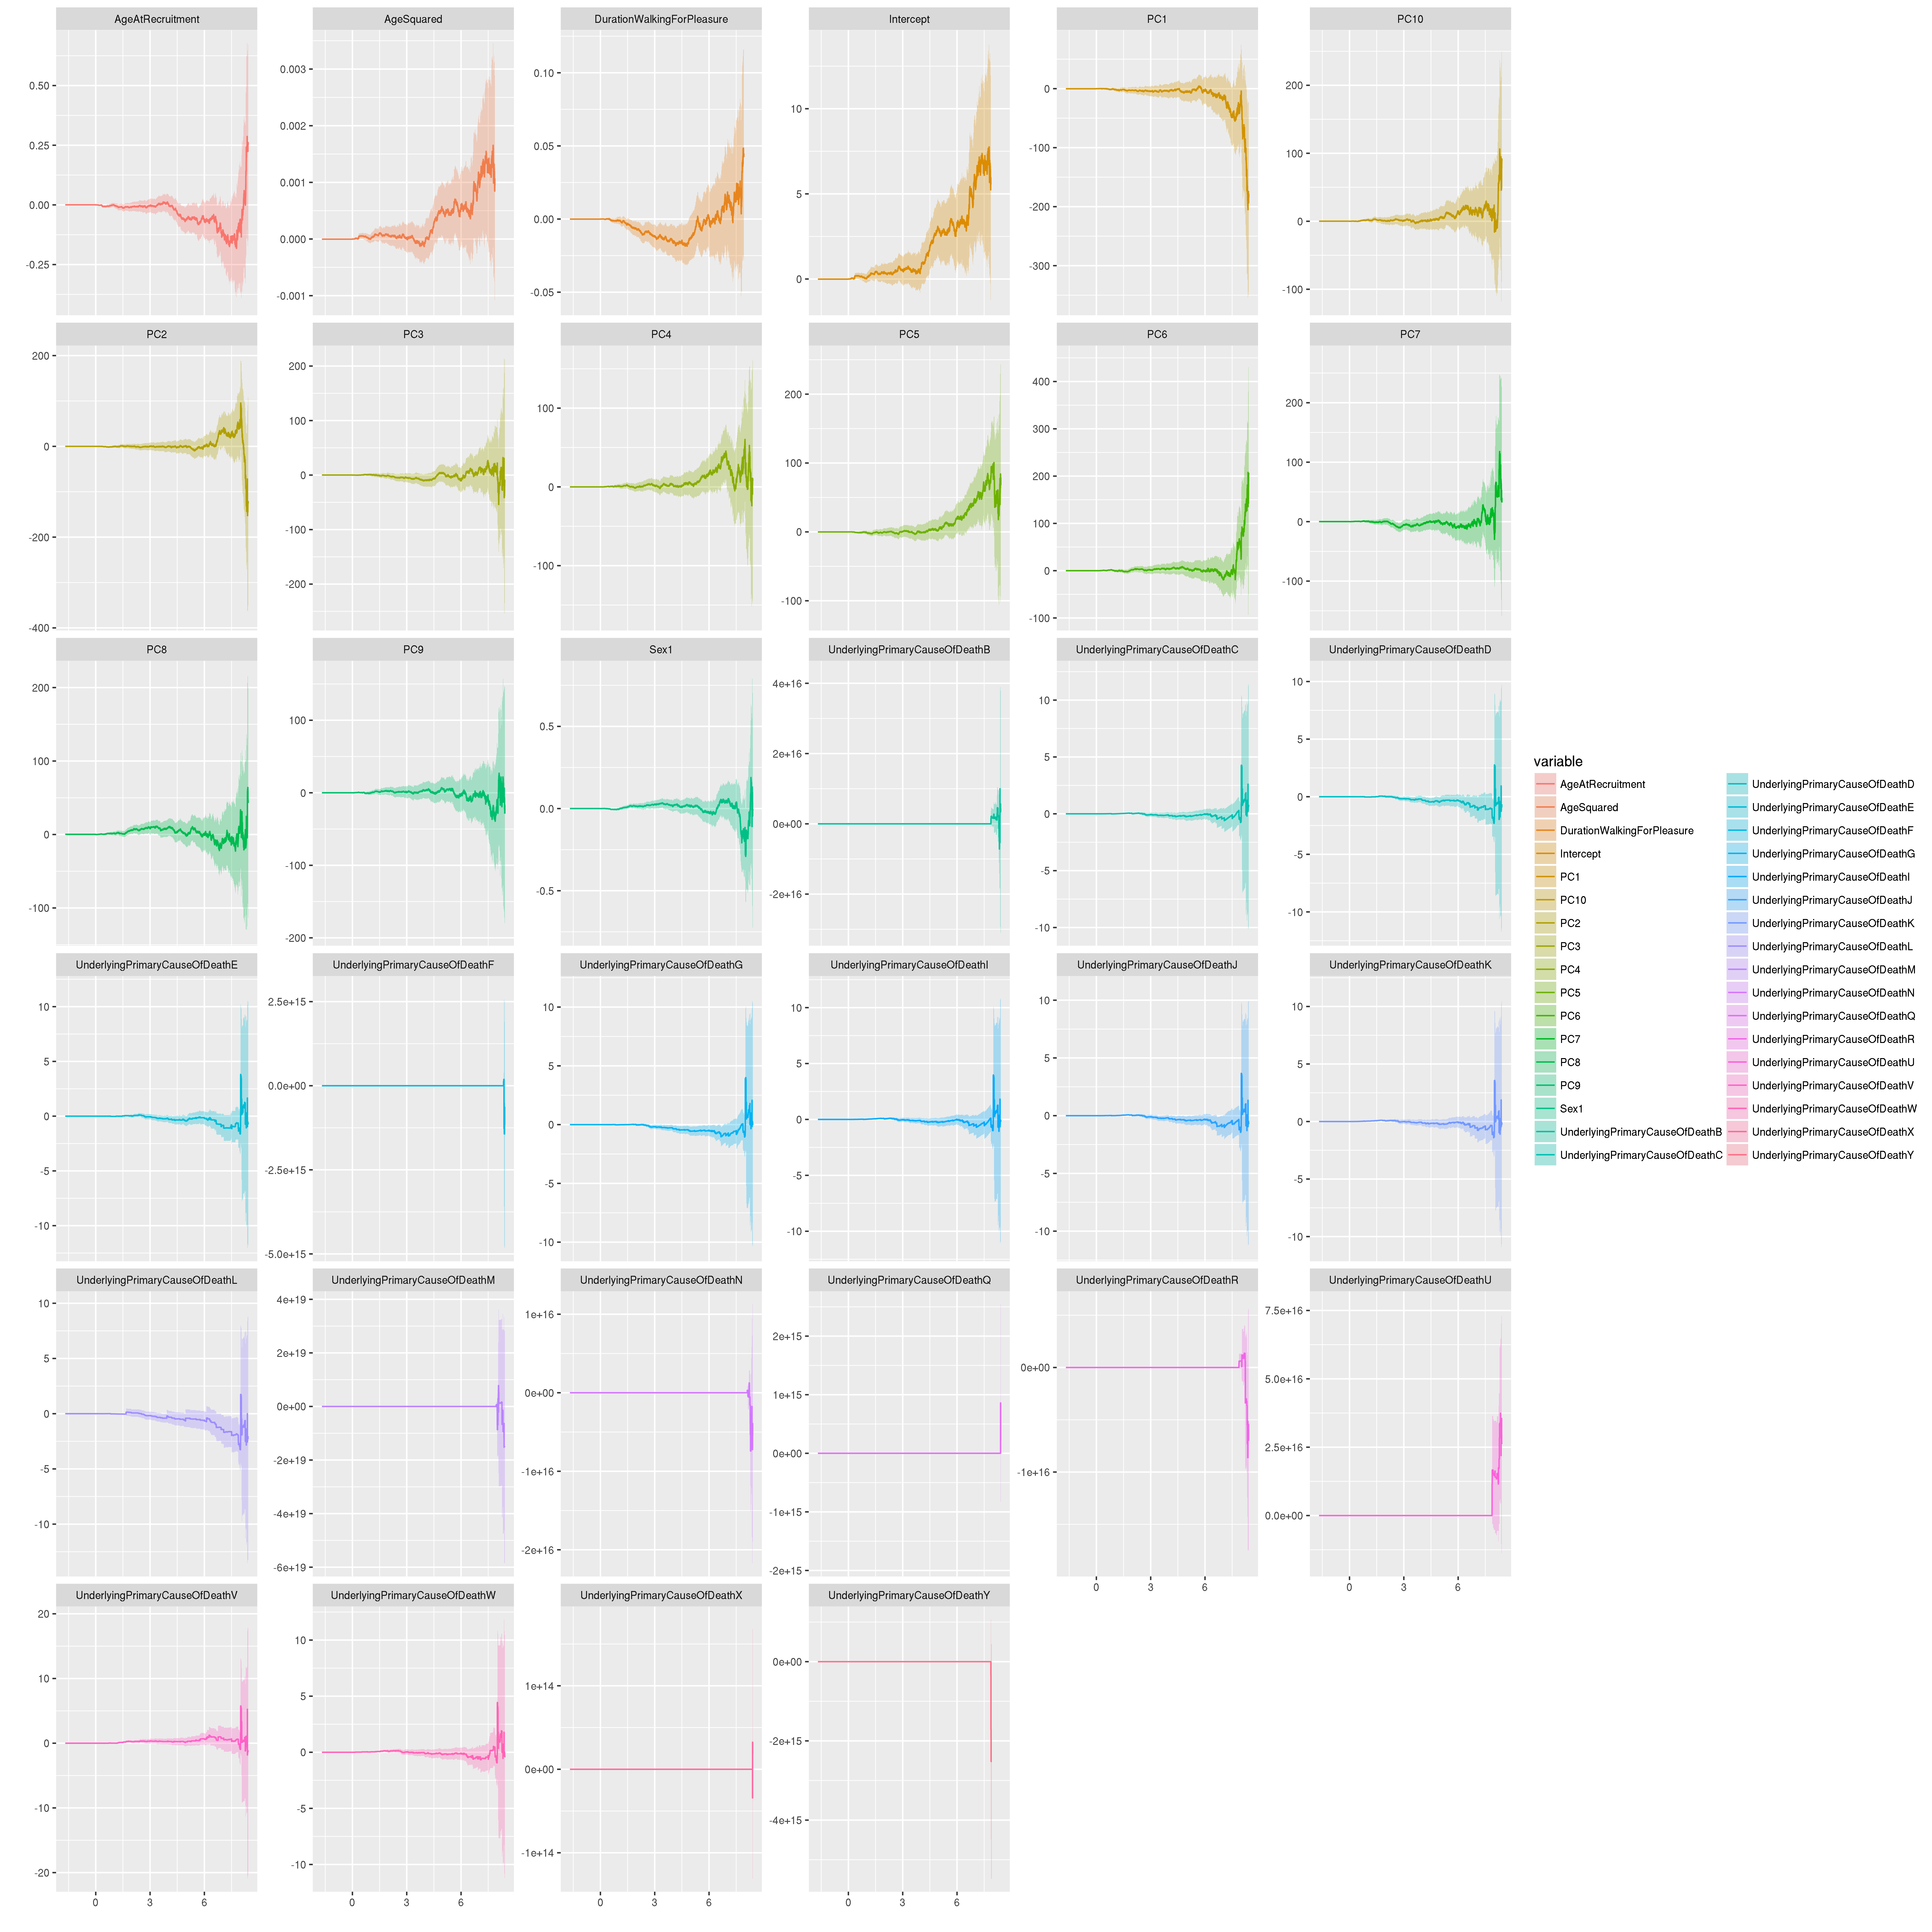 AgeAtRecruitment
AgeSquared
DurationWalkingForPleasure
Intercept
PC1
PC10
0.50
0.25
0.00
-0.25
0.003
0.002
0.001
0.000
-0.001
0.10
0.05
0.00
-0.05
10
5
0
0
-100
-200
-300
200
100
0
-100
PC2
PC3
PC4
PC5
PC6
PC7
200
0
-200
-400
200
100
0
-100
-200
100
0
-100
200
100
0
-100
400
300
200
100
0
-100
200
100
0
-100
PC8
PC9
Sex1
UnderlyingPrimaryCauseOfDeathB
UnderlyingPrimaryCauseOfDeathC
UnderlyingPrimaryCauseOfDeathD
200
100
0
-100
100
0
-100
-200
0.5
0.0
-0.5
4e+16
2e+16
0e+00
-2e+16
10
5
0
-5
-10
10
5
0
-5
-10
UnderlyingPrimaryCauseOfDeathE
UnderlyingPrimaryCauseOfDeathF
UnderlyingPrimaryCauseOfDeathG
UnderlyingPrimaryCauseOfDeathI
UnderlyingPrimaryCauseOfDeathJ
UnderlyingPrimaryCauseOfDeathK
10
5
0
-5
-10
2.5e+15
0.0e+00
-2.5e+15
-5.0e+15
10
5
0
-5
-10
10
5
0
-5
-10
10
5
0
-5
-10
10
5
0
-5
-10
UnderlyingPrimaryCauseOfDeathL
UnderlyingPrimaryCauseOfDeathM
UnderlyingPrimaryCauseOfDeathN
UnderlyingPrimaryCauseOfDeathQ
UnderlyingPrimaryCauseOfDeathR
UnderlyingPrimaryCauseOfDeathU
10
5
0
-5
-10
4e+19
2e+19
0e+00
-2e+19
-4e+19
-6e+19
1e+16
0e+00
-1e+16
-2e+16
2e+15
1e+15
0e+00
-1e+15
-2e+15
0e+00
-1e+16
7.5e+16
5.0e+16
2.5e+16
0.0e+00
0 3 6
0 3 6
UnderlyingPrimaryCauseOfDeathV
UnderlyingPrimaryCauseOfDeathW
UnderlyingPrimaryCauseOfDeathX
UnderlyingPrimaryCauseOfDeathY
20
10
0
-10
-20
10
5
0
-5
-10
1e+14
0e+00
-1e+14
0e+00
-2e+15
-4e+15
0 3 6
0 3 6
0 3 6
0 3 6
variable
AgeAtRecruitment
AgeSquared
DurationWalkingForPleasure
Intercept
PC1
PC10
PC2
PC3
PC4
PC5
PC6
PC7
PC8
PC9
Sex1
UnderlyingPrimaryCauseOfDeathB
UnderlyingPrimaryCauseOfDeathC
UnderlyingPrimaryCauseOfDeathD
UnderlyingPrimaryCauseOfDeathE
UnderlyingPrimaryCauseOfDeathF
UnderlyingPrimaryCauseOfDeathG
UnderlyingPrimaryCauseOfDeathI
UnderlyingPrimaryCauseOfDeathJ
UnderlyingPrimaryCauseOfDeathK
UnderlyingPrimaryCauseOfDeathL
UnderlyingPrimaryCauseOfDeathM
UnderlyingPrimaryCauseOfDeathN
UnderlyingPrimaryCauseOfDeathQ
UnderlyingPrimaryCauseOfDeathR
UnderlyingPrimaryCauseOfDeathU
UnderlyingPrimaryCauseOfDeathV
UnderlyingPrimaryCauseOfDeathW
UnderlyingPrimaryCauseOfDeathX
UnderlyingPrimaryCauseOfDeathY